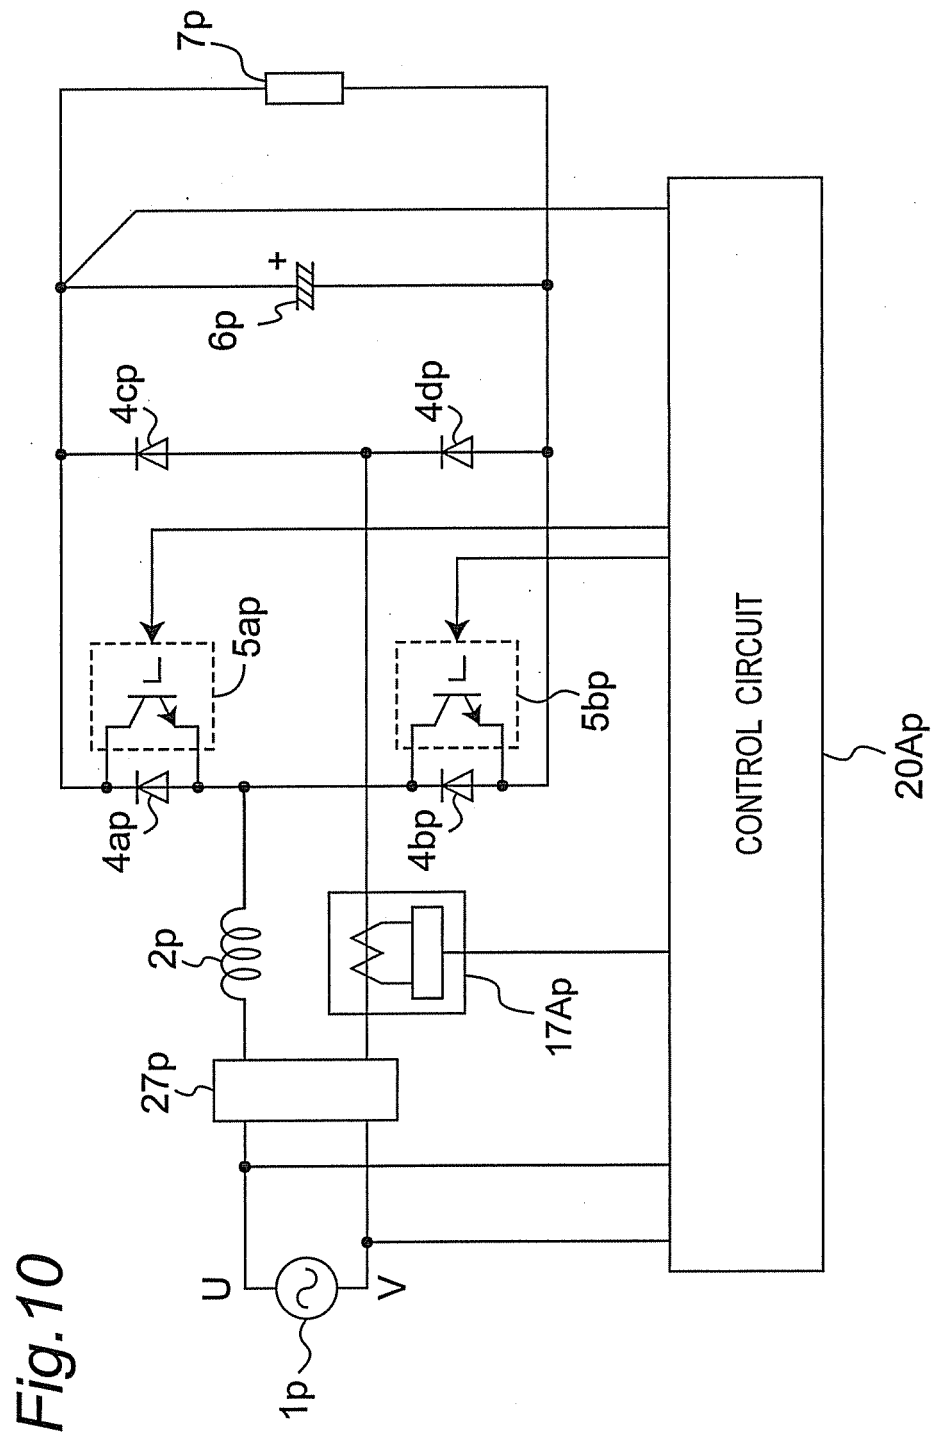 Fig.10
1p
U
V
27p
2p
17Ap
4ap
4bp
5ap
5bp
4cp
4dp
6p
+
7p
CONTROL CIRCUIT
20Ap